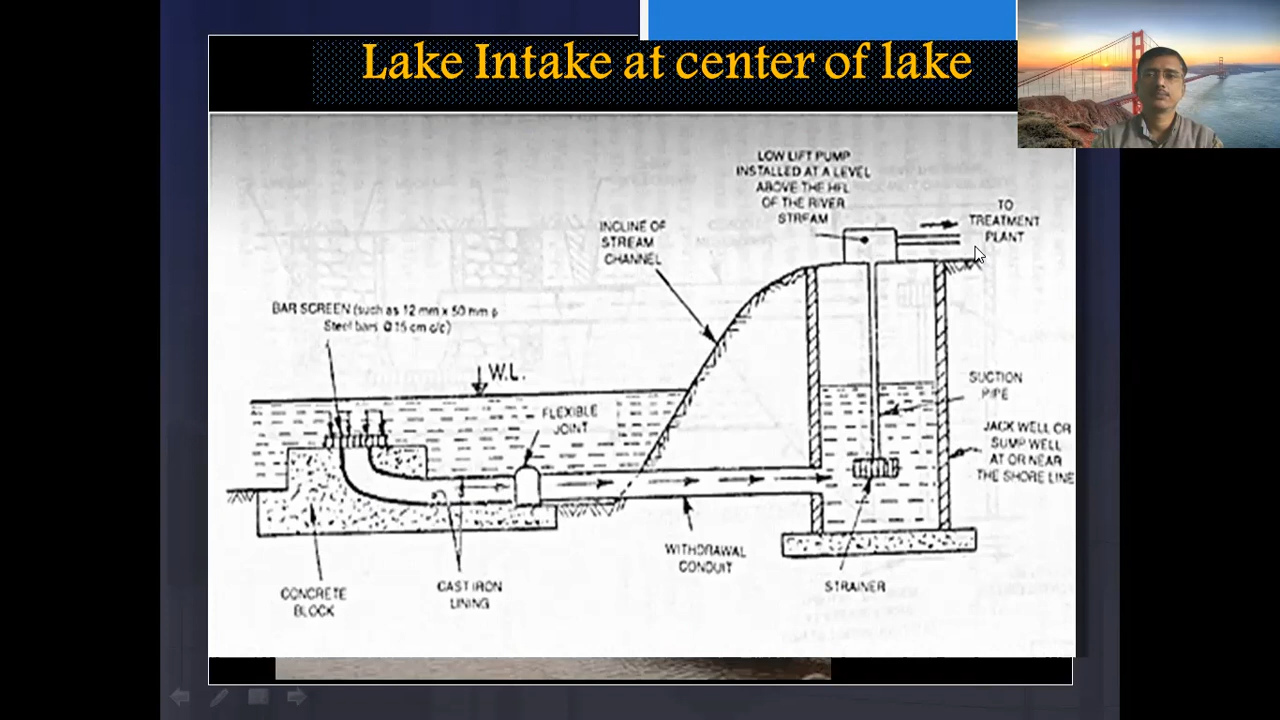 Lake Intake at center of lake
LOW LIFT PUMP
INSTALLED AT A LEVEL
ABOVE THE HFL
OF THE RIVER
STREAM
TO
TREATMENT
PLANT
INCLINE OF
STREAM
CHANNEL
BAR SCREEN (such as 12 mm x 50 mm φ
Steel bars @ 15 cm c/c)
W.L.
FLEXIBLE
JOINT
SUCTION
PIPE
JACK WELL OR
SUMP WELL
AT OR NEAR
THE SHORE LINE
WITHDRAWAL
CONDUIT
STRAINER
CAST IRON
LINING
CONCRETE
BLOCK